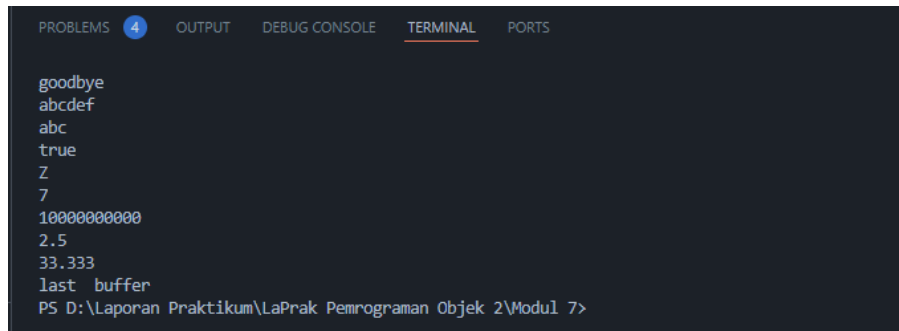 PROBLEMS 4 OUTPUT DEBUG CONSOLE TERMINAL PORTS
goodbye
abcdef
abc
true
Z
7
10000000000
2.5
33.333
last  buffer
PS D:\Laporan Praktikum\LaPrak Pemrograman Objek 2\Modul 7>